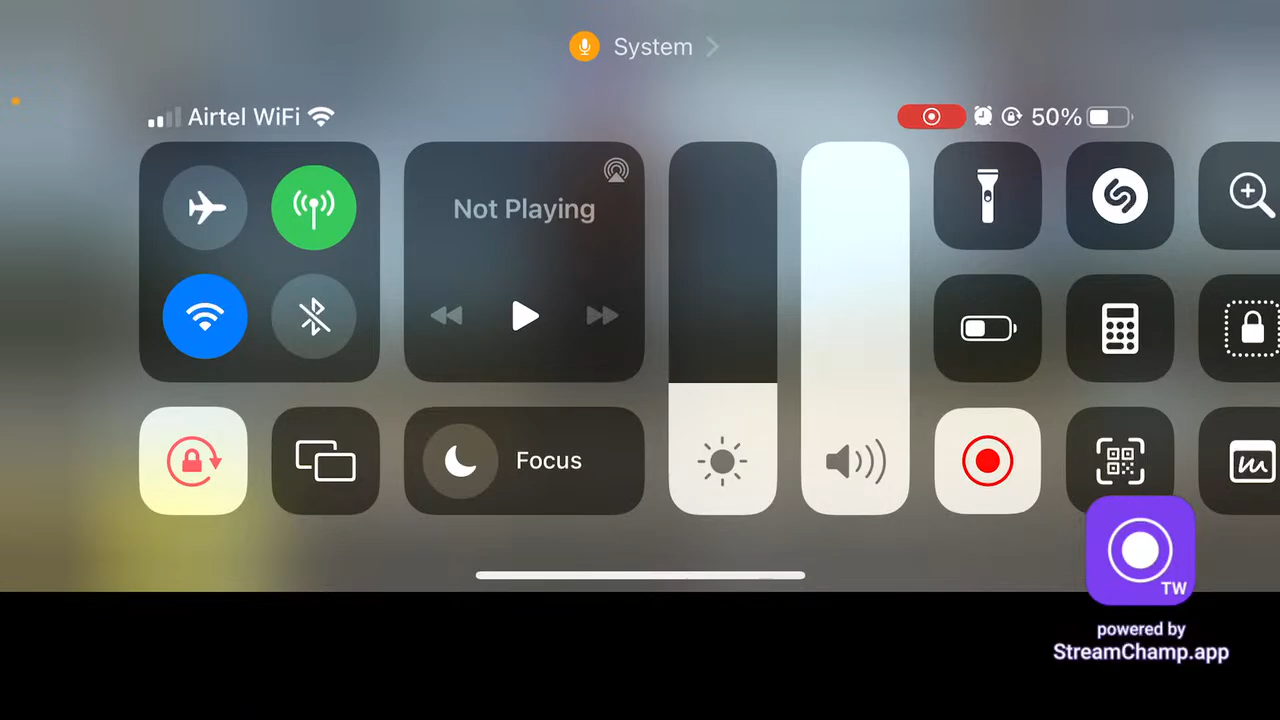 System
Airtel WiFi
50%
Not Playing
Focus
TW
powered by
StreamChamp.app